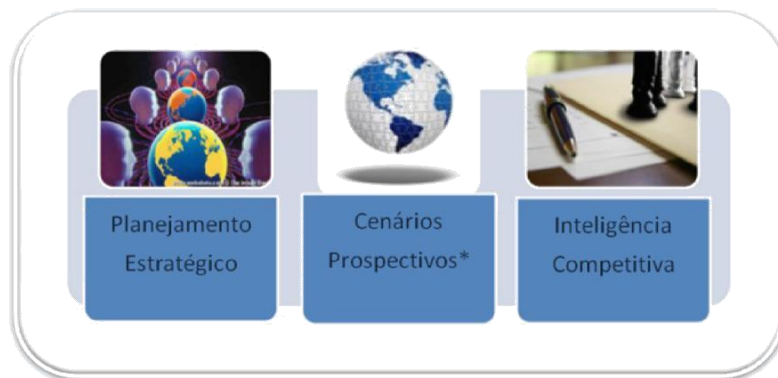 Planejamento
Estratégico
Cenários
Prospectivos*
Inteligência
Competitiva